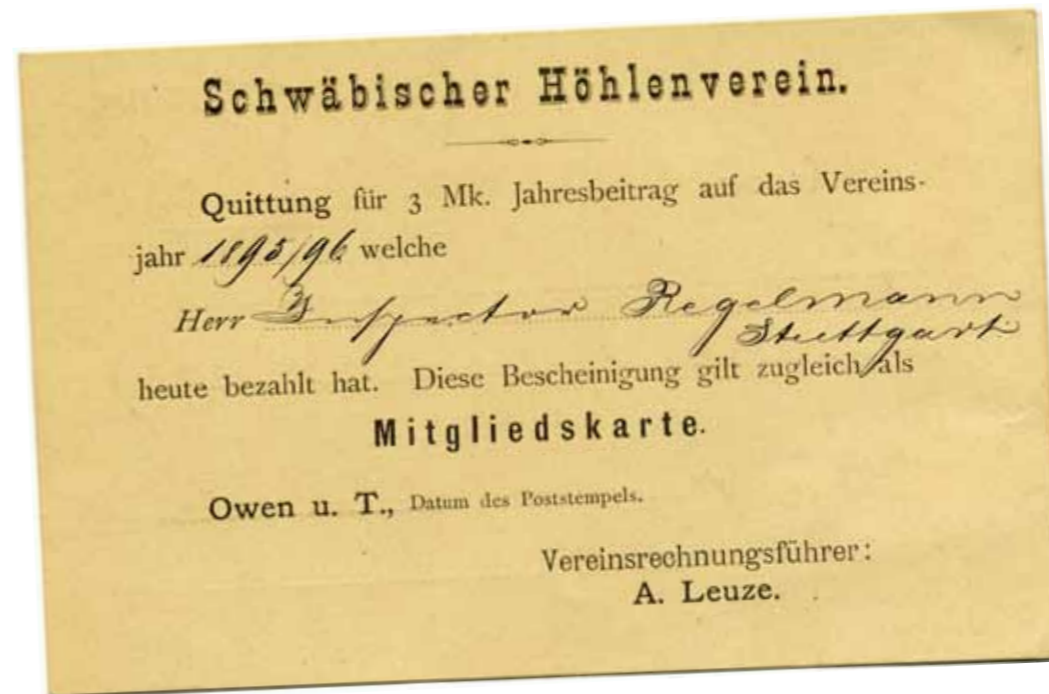 Schwäbischer Höhlenverein.
Quittung für 3 Mk. Jahresbeitrag auf das Vereins-
jahr 1895/96 welche
Herr Inspector Regelmann
Stuttgart
heute bezahlt hat. Diese Bescheinigung gilt zugleich als
Mitgliedskarte.
Owen u. T., Datum des Poststempels.
Vereinsrechnungsführer:
A. Leuze.